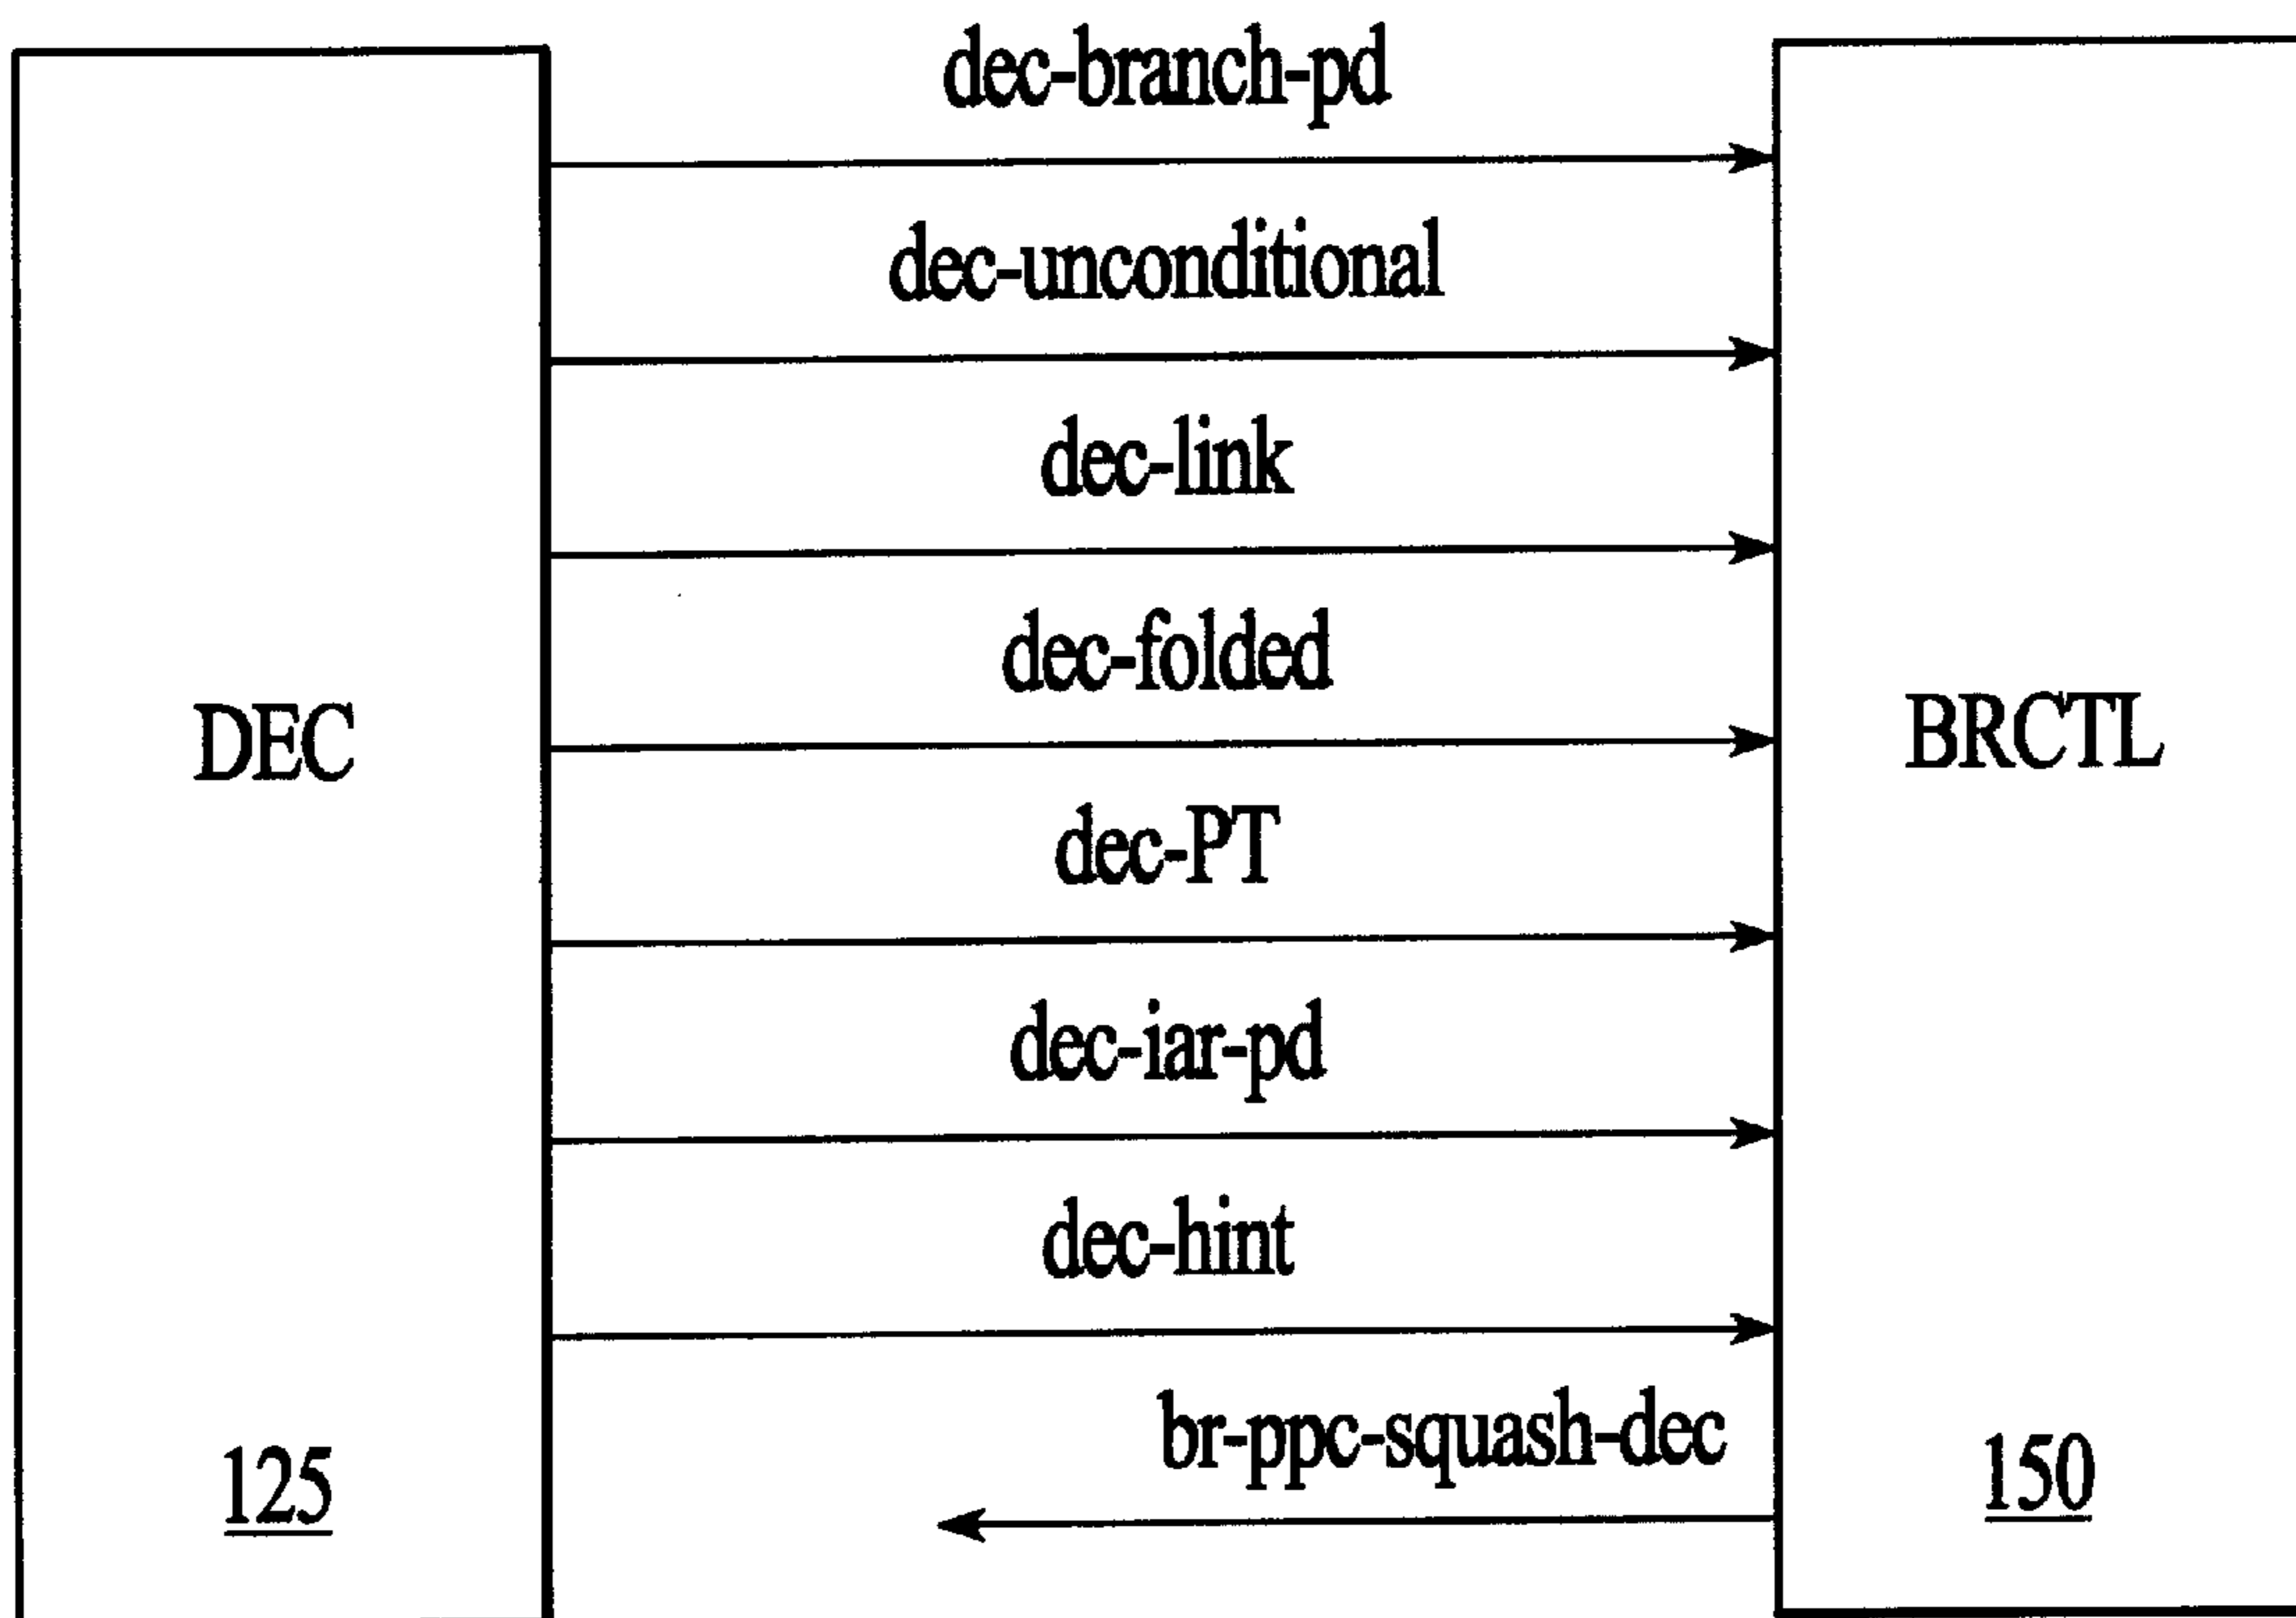 dec-branch-pd
dec-unconditional
dec-link
dec-folded
DEC
BRCTL
dec-PT
dec-iar-pd
dec-hint
br-ppc-squash-dec
125
150